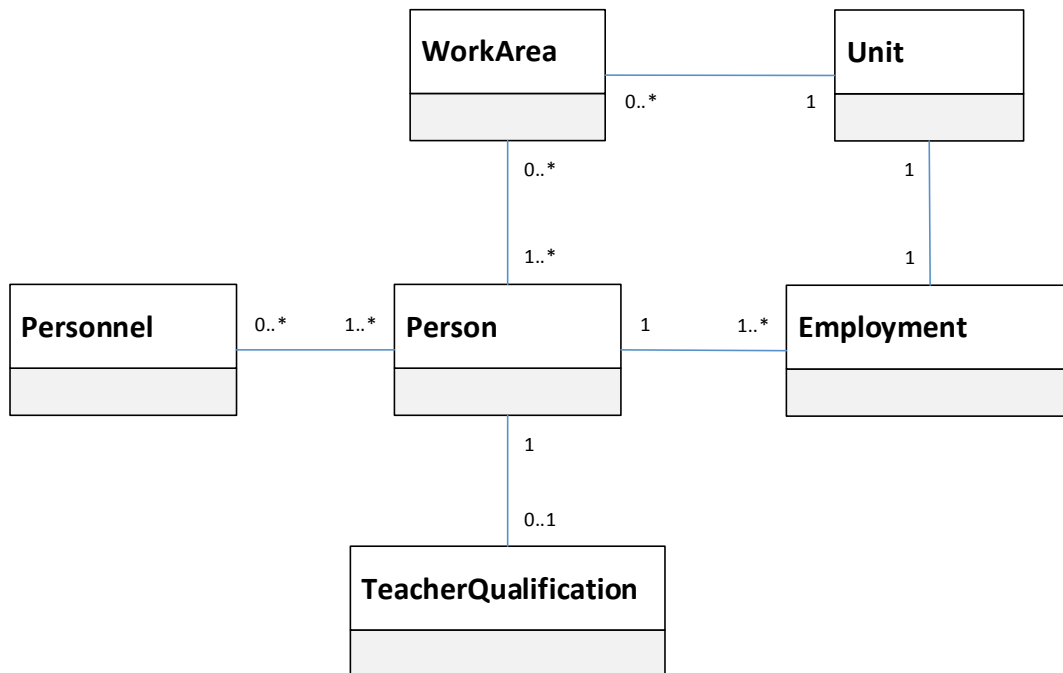 WorkArea
Unit
0..*
1
0..*
1
1..*
1
Personnel
0..*
1..*
Person
1
1..*
Employment
1
0..1
TeacherQualification